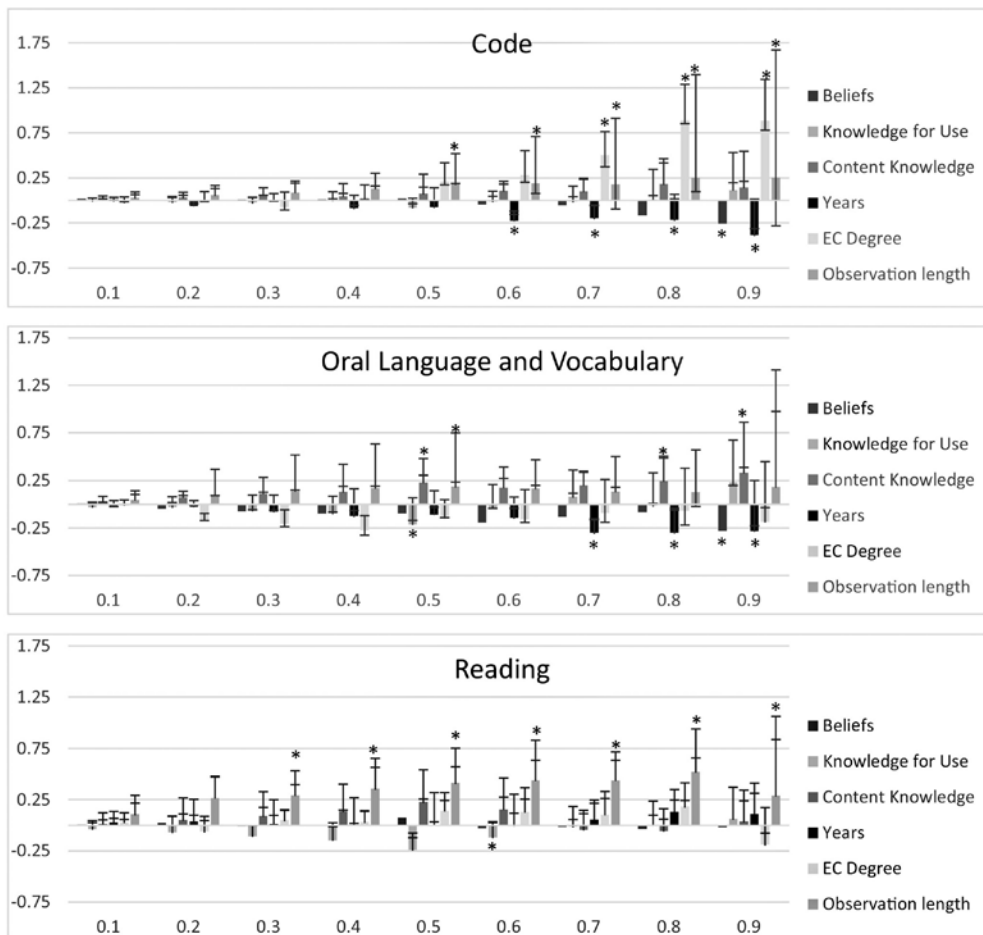 Code
1.75
1.25
0.75
0.25
-0.25
-0.75
0.1 0.2 0.3 0.4 0.5 0.6 0.7 0.8 0.9
* * * * * * * * * * * * *
Beliefs
Knowledge for Use
Content Knowledge
Years
EC Degree
Observation length
Oral Language and Vocabulary
1.75
1.25
0.75
0.25
-0.25
-0.75
0.1 0.2 0.3 0.4 0.5 0.6 0.7 0.8 0.9
* * * * * * * * *
Beliefs
Knowledge for Use
Content Knowledge
Years
EC Degree
Observation length
Reading
1.75
1.25
0.75
0.25
-0.25
-0.75
0.1 0.2 0.3 0.4 0.5 0.6 0.7 0.8 0.9
* * * * * * * *
Beliefs
Knowledge for Use
Content Knowledge
Years
EC Degree
Observation length